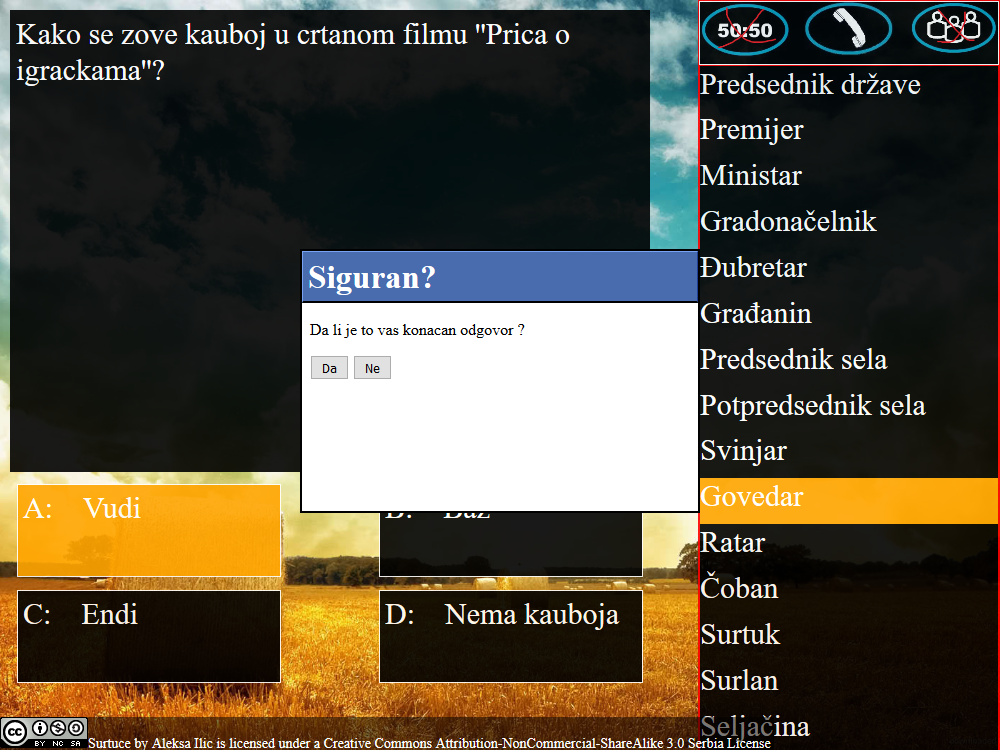 Kako se zove kauboj u crtanom filmu "Prica o
igrackama"?
50:50
Predsednik države
Premijer
Ministar
Gradonačelnik
Đubretar
Građanin
Predsednik sela
Potpredsednik sela
Svinjar
Govedar
Ratar
Čoban
Surtuk
Surlan
Seljačina
Siguran?
Da li je to vas konacan odgovor ?
Da Ne
A: Vudi
B: Baz
C: Endi
D: Nema kauboja
cc BY NC SA
Surtuce by Aleksa Ilic is licensed under a Creative Commons Attribution-NonCommercial-ShareAlike 3.0 Serbia License